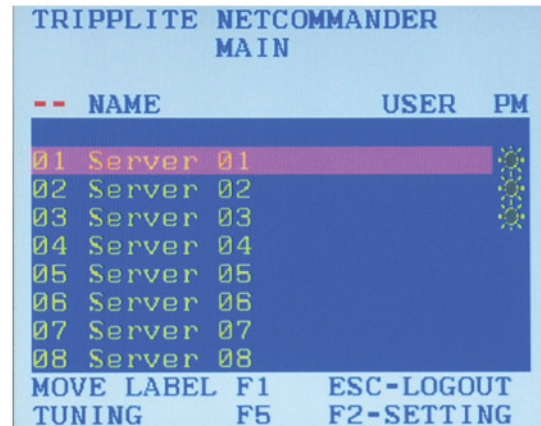 TRIPPLITE NETCOMMANDER
MAIN
-- NAME USER PM
01 Server 01
02 Server 02
03 Server 03
04 Server 04
05 Server 05
06 Server 06
07 Server 07
08 Server 08
MOVE LABEL F1 ESC-LOGOUT
TUNING F5 F2-SETTING